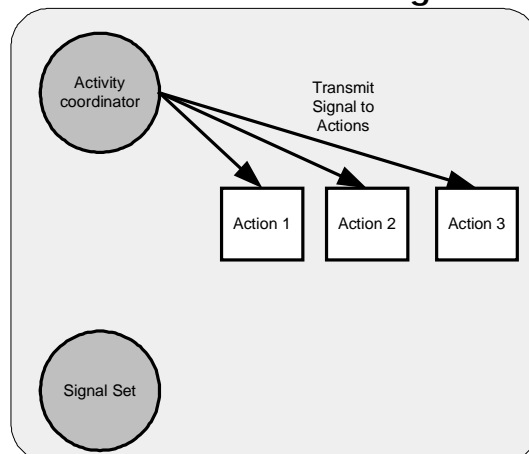 Activity
coordinator
Transmit
Signal to
Actions
Action 1
Action 2
Action 3
Signal Set